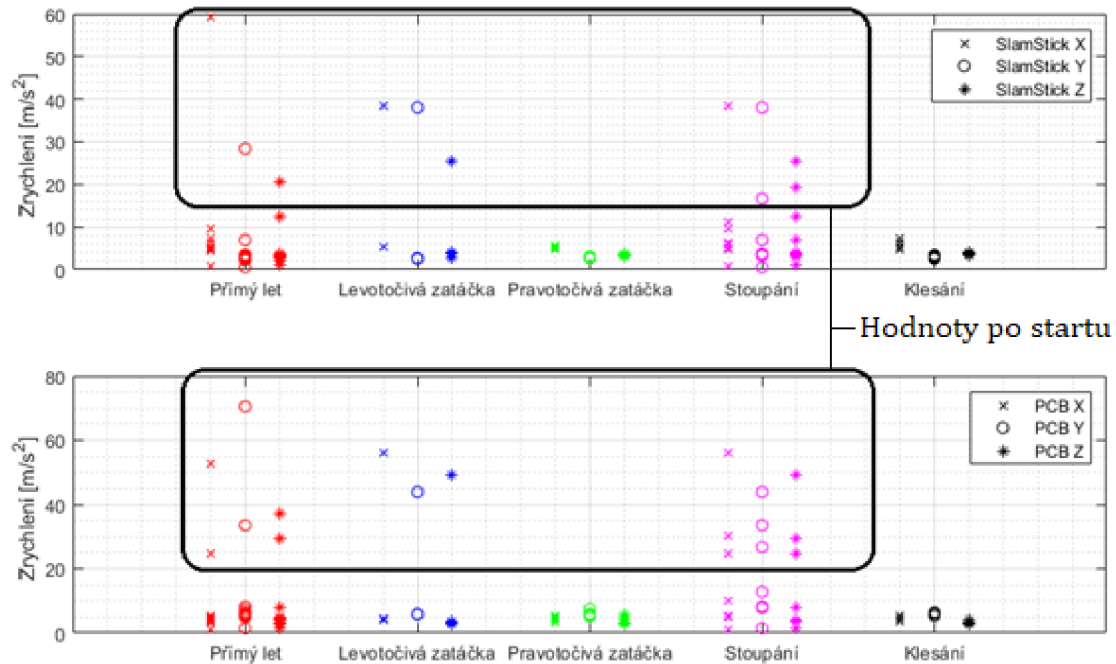 60
50
40
30
20
10
0
Zrychlení [m/s²]
SlamStick X
SlamStick Y
SlamStick Z
Přímý let
Levotočivá zatáčka
Pravotočivá zatáčka
Stoupání
Klesání
Hodnoty po startu
80
60
40
20
0
Zrychlení [m/s²]
PCB X
PCB Y
PCB Z
Přímý let
Levotočivá zatáčka
Pravotočivá zatáčka
Stoupání
Klesání